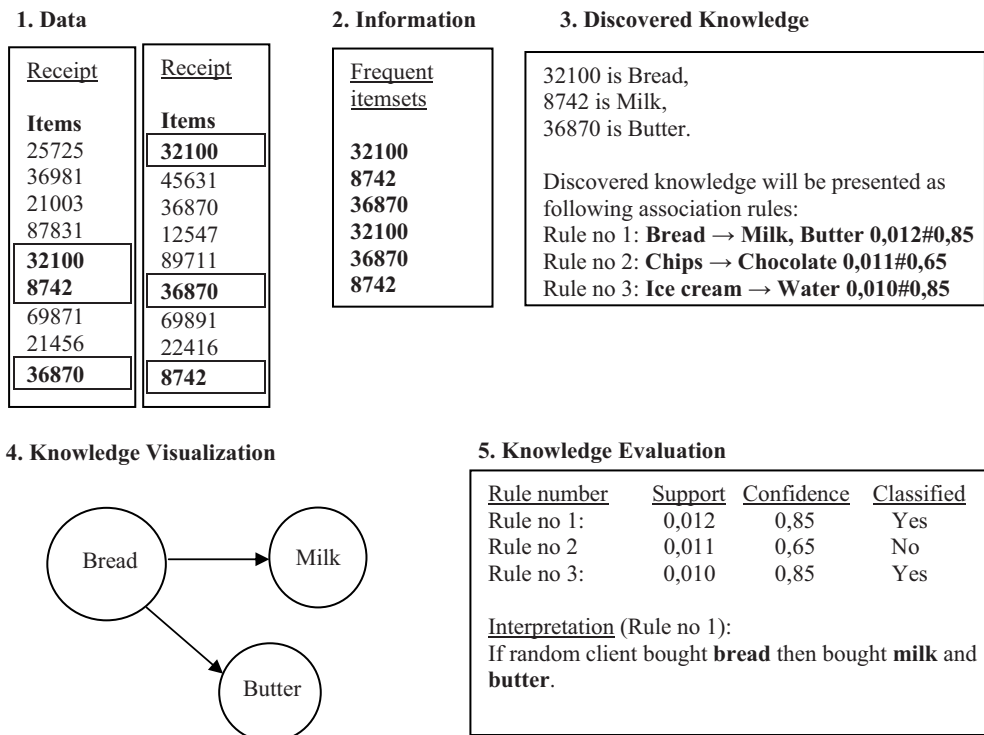 1. Data
Receipt
Items
25725
36981
21003
87831
32100
8742
69871
21456
36870
Receipt
Items
32100
45631
36870
12547
89711
36870
69891
22416
8742
2. Information
Frequent
itemsets
32100
8742
36870
32100
36870
8742
3. Discovered Knowledge
32100 is Bread,
8742 is Milk,
36870 is Butter.
Discovered knowledge will be presented as
following association rules:
Rule no 1: Bread → Milk, Butter 0,012#0,85
Rule no 2: Chips → Chocolate 0,011#0,65
Rule no 3: Ice cream → Water 0,010#0,85
4. Knowledge Visualization
Bread
Milk
Butter
5. Knowledge Evaluation
Rule number Support Confidence Classified
Rule no 1: 0,012 0,85 Yes
Rule no 2 0,011 0,65 No
Rule no 3: 0,010 0,85 Yes
Interpretation (Rule no 1):
If random client bought bread then bought milk and
butter.